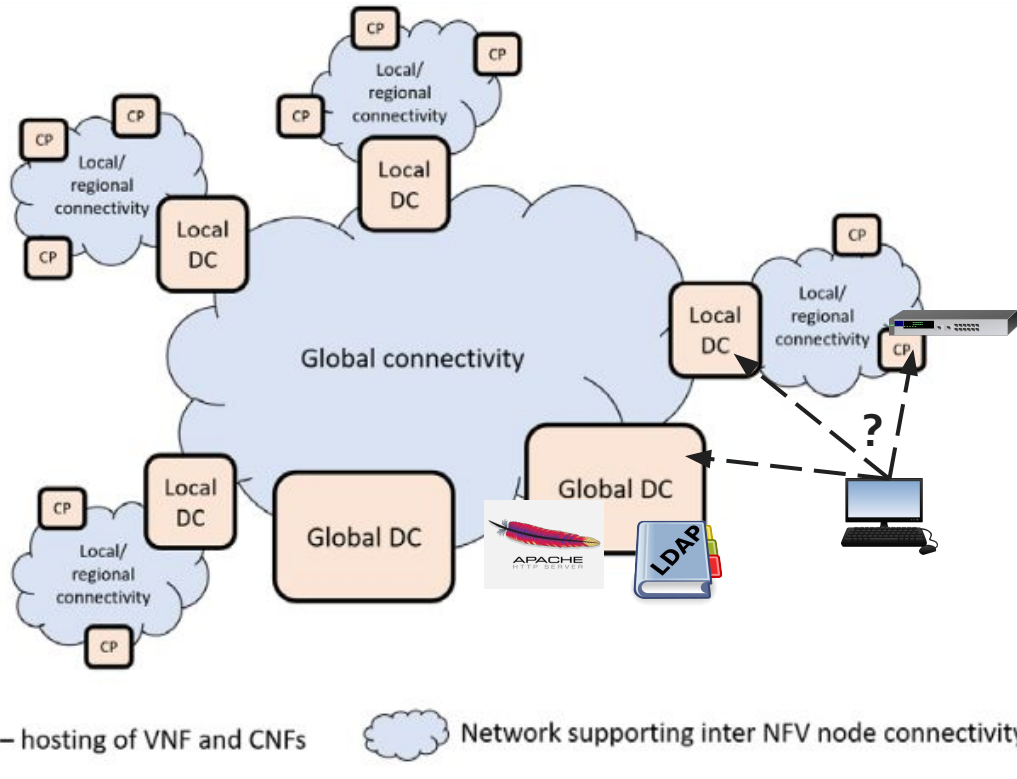 CP
CP
CP
Local/
regional
connectivity
Local
DC
CP
CP
CP
Local/
regional
connectivity
Local
DC
CP
CP
Local/
regional
connectivity
Local
DC
Global connectivity
?
CP
CP
Local/
regional
connectivity
Local
DC
Global DC
Global DC
APACHE
HTTP SERVER
LDAP
– hosting of VNF and CNFs
Network supporting inter NFV node connectivity